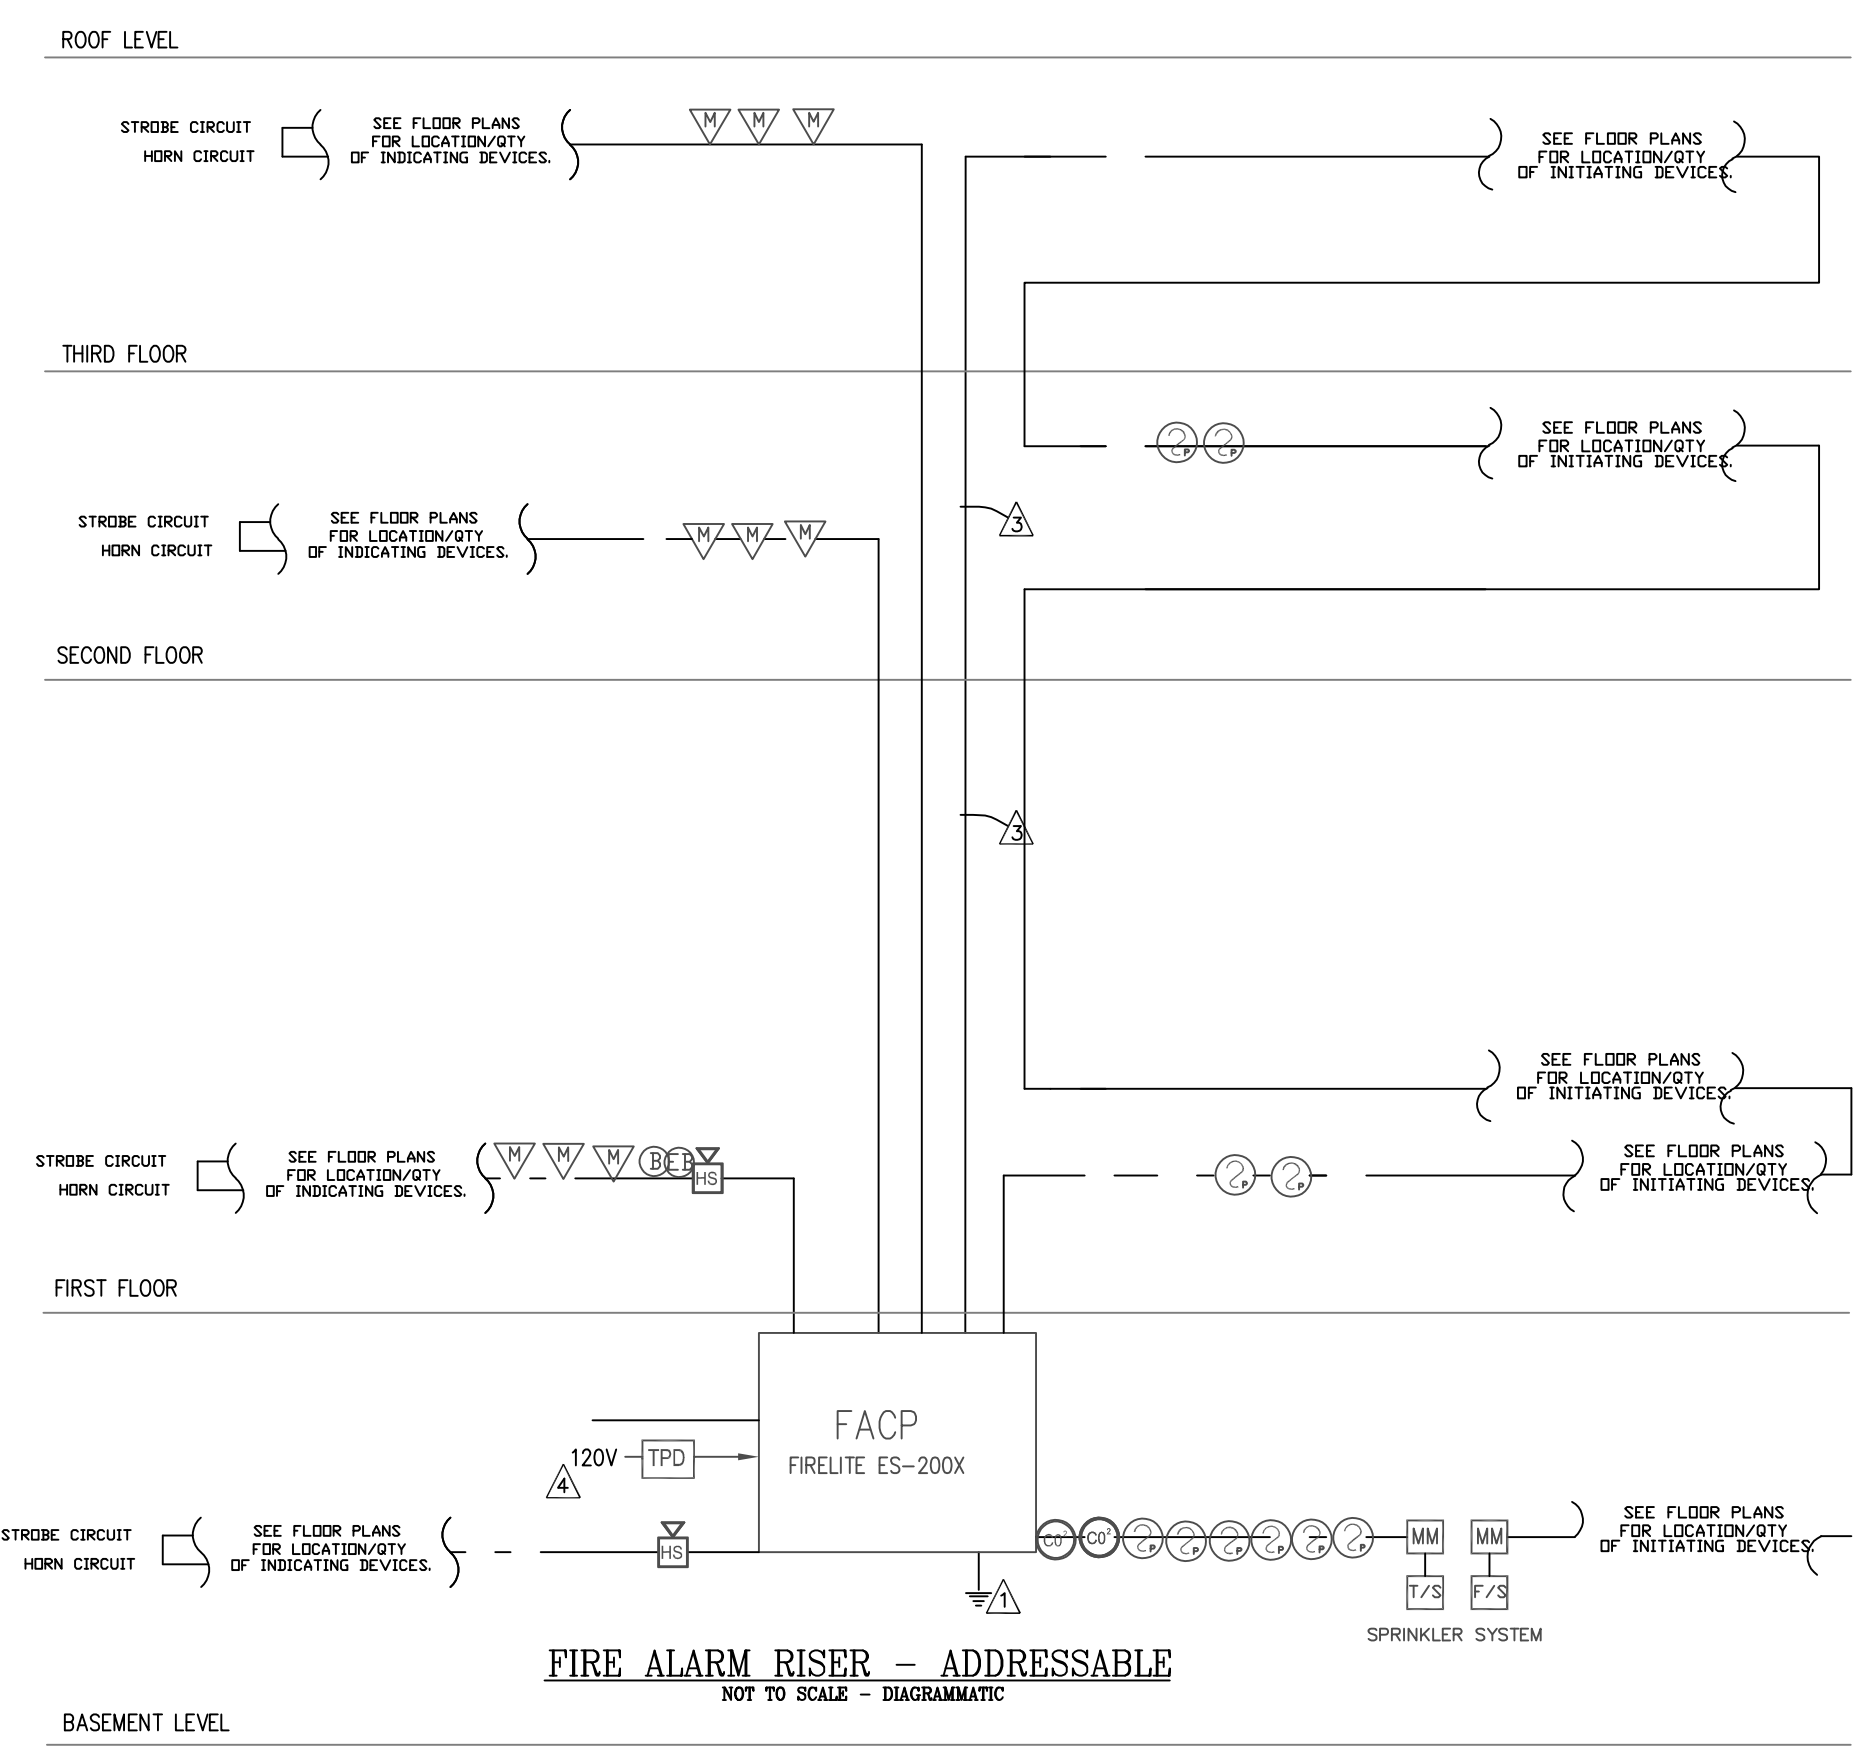 ROOF LEVEL
STROBE CIRCUIT
HORN CIRCUIT
SEE FLOOR PLANS
FOR LOCATION/QTY
OF INDICATING DEVICES.
M M M
SEE FLOOR PLANS
FOR LOCATION/QTY
OF INITIATING DEVICES.
THIRD FLOOR
P P
SEE FLOOR PLANS
FOR LOCATION/QTY
OF INITIATING DEVICES.
STROBE CIRCUIT
HORN CIRCUIT
SEE FLOOR PLANS
FOR LOCATION/QTY
OF INDICATING DEVICES.
M M M
3
SECOND FLOOR
3
SEE FLOOR PLANS
FOR LOCATION/QTY
OF INITIATING DEVICES.
STROBE CIRCUIT
HORN CIRCUIT
SEE FLOOR PLANS
FOR LOCATION/QTY
OF INDICATING DEVICES.
M M M B EB
HS
P P
SEE FLOOR PLANS
FOR LOCATION/QTY
OF INITIATING DEVICES.
FIRST FLOOR
FACP
FIRELITE ES-200X
120V TPD
4
STROBE CIRCUIT
HORN CIRCUIT
SEE FLOOR PLANS
FOR LOCATION/QTY
OF INDICATING DEVICES.
HS
CO² CO² P P P P P P MM MM
T/S F/S
SPRINKLER SYSTEM
SEE FLOOR PLANS
FOR LOCATION/QTY
OF INITIATING DEVICES.
1
FIRE ALARM RISER - ADDRESSABLE
NOT TO SCALE - DIAGRAMMATIC
BASEMENT LEVEL